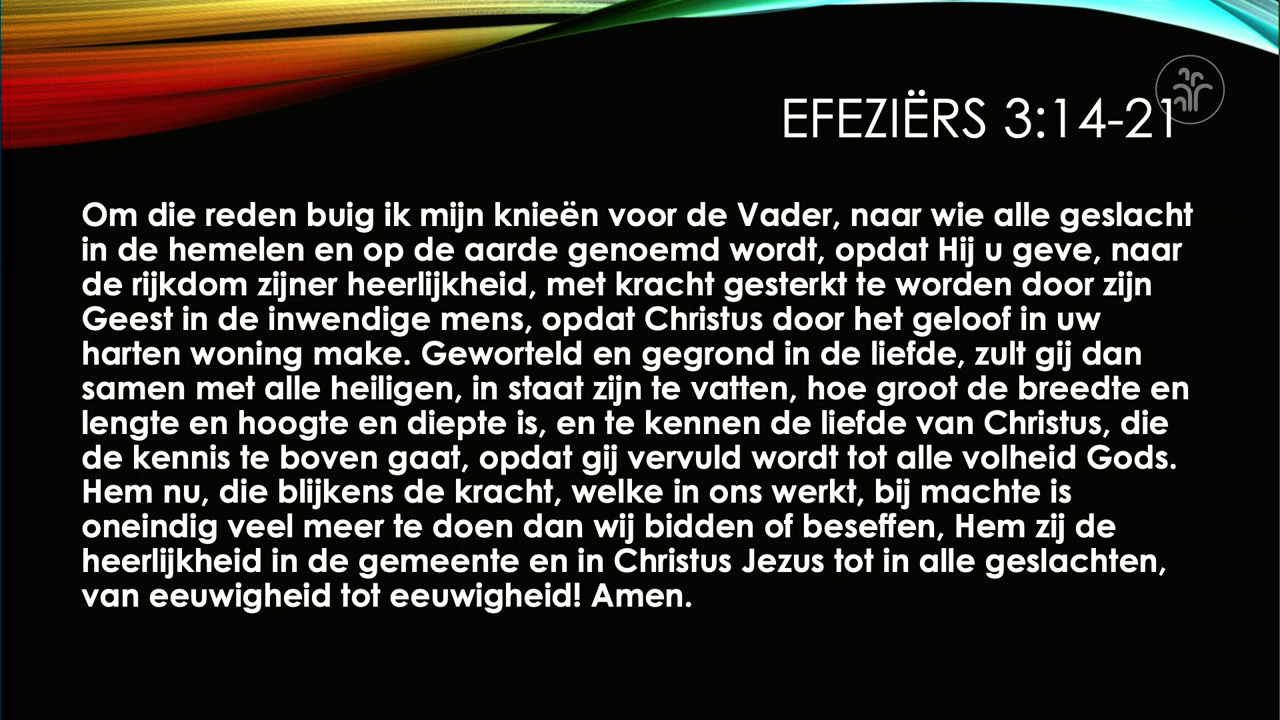 EFEZIËRS 3:14-21
Om die reden buig ik mijn knieën voor de Vader, naar wie alle geslacht
in de hemelen en op de aarde genoemd wordt, opdat Hij u geve, naar
de rijkdom zijner heerlijkheid, met kracht gesterkt te worden door zijn
Geest in de inwendige mens, opdat Christus door het geloof in uw
harten woning make. Geworteld en gegrond in de liefde, zult gij dan
samen met alle heiligen, in staat zijn te vatten, hoe groot de breedte en
lengte en hoogte en diepte is, en te kennen de liefde van Christus, die
de kennis te boven gaat, opdat gij vervuld wordt tot alle volheid Gods.
Hem nu, die blijkens de kracht, welke in ons werkt, bij machte is
oneindig veel meer te doen dan wij bidden of beseffen, Hem zij de
heerlijkheid in de gemeente en in Christus Jezus tot in alle geslachten,
van eeuwigheid tot eeuwigheid! Amen.